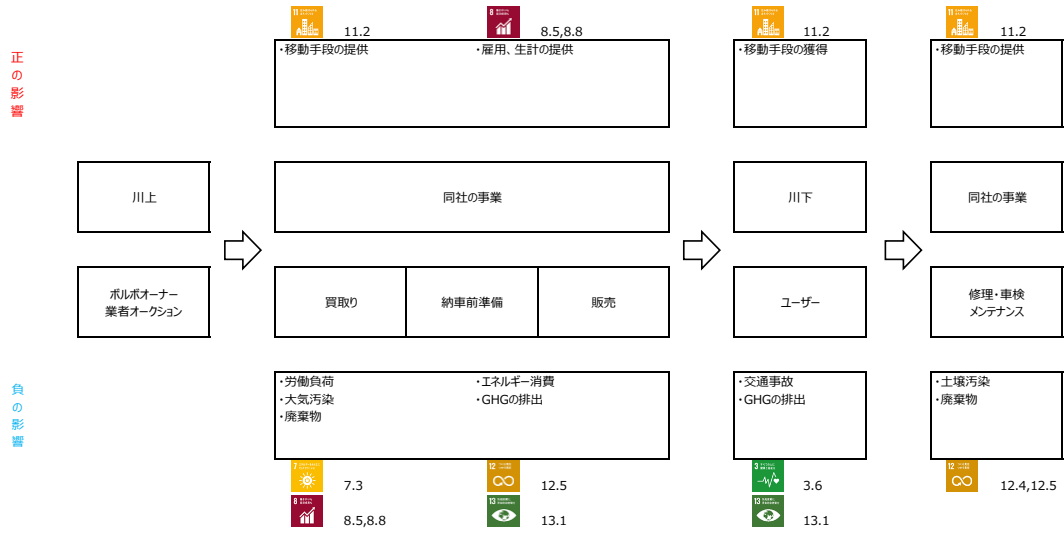 11.2
8.5,8.8
11.2
11.2
正の影響
・移動手段の提供
・雇用、生計の提供
・移動手段の獲得
・移動手段の提供
川上
同社の事業
川下
同社の事業
ボルボオーナー
業者オークション
買取り
納車前準備
販売
ユーザー
修理・車検
メンテナンス
負の影響
・労働負荷
・大気汚染
・廃棄物
・エネルギー消費
・GHGの排出
・交通事故
・GHGの排出
・土壌汚染
・廃棄物
7
7.3
12
12.5
3
3.6
12
12.4,12.5
8
8.5,8.8
13
13.1
13
13.1